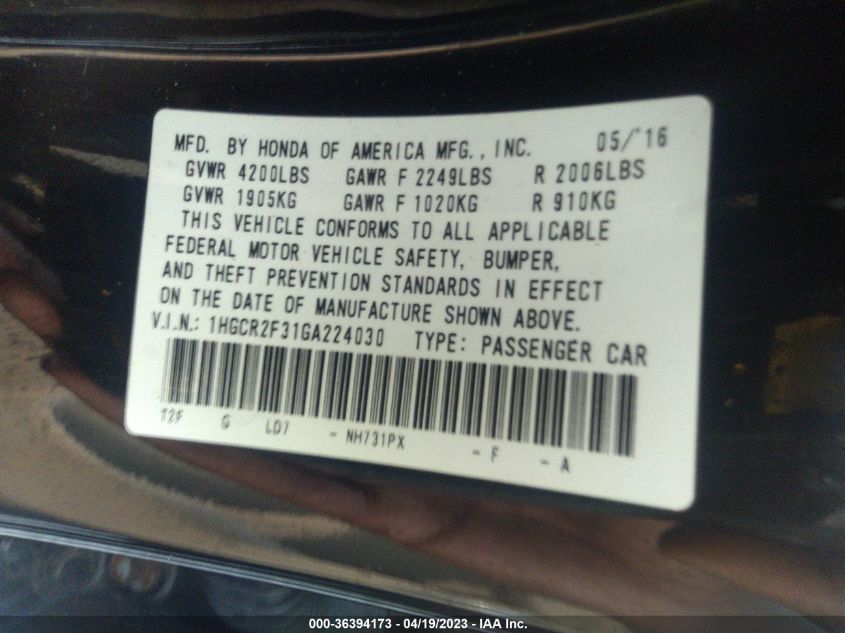 MFD. BY HONDA OF AMERICA MFG., INC. 05/'16
GVWR 4200LBS GAWR F 2249LBS R 2006LBS
GVWR 1905KG GAWR F 1020KG R 910KG
THIS VEHICLE CONFORMS TO ALL APPLICABLE
FEDERAL MOTOR VEHICLE SAFETY, BUMPER,
AND THEFT PREVENTION STANDARDS IN EFFECT
ON THE DATE OF MANUFACTURE SHOWN ABOVE.
V.I.N.: 1HGCR2F31GA224030 TYPE: PASSENGER CAR
T2F G LD7 - NH731PX - F - A
000-36394173 - 04/19/2023 - IAA Inc.